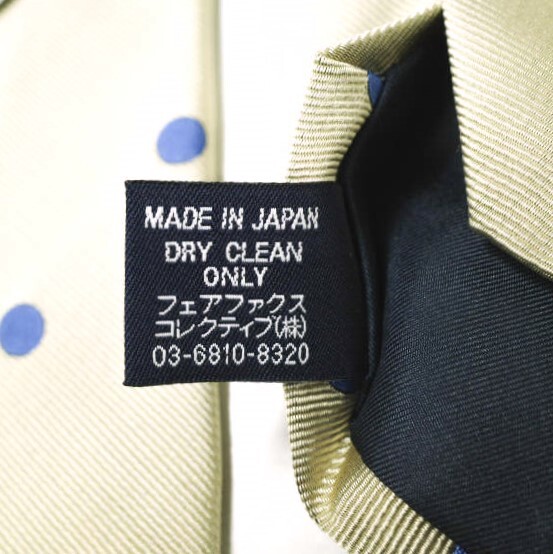 MADE IN JAPAN
DRY CLEAN
ONLY
フェアファクス
コレクティブ(株)
03-6810-8320